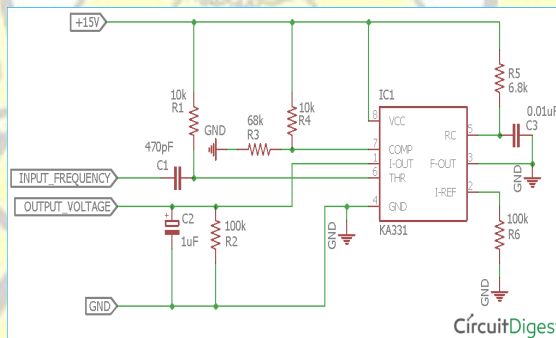 +15V
10k
R1
10k
R4
68k
R3
GND
470pF
C1
INPUT_FREQUENCY
OUTPUT_VOLTAGE
C2
1uF
100k
R2
GND
GND
IC1
8
VCC
7
COMP
1
I-OUT
6
THR
4
GND
RC
5
F-OUT
3
I-REF
2
KA331
R5
6.8k
0.01uF
C3
GND
100k
R6
GND
CircuitDigest